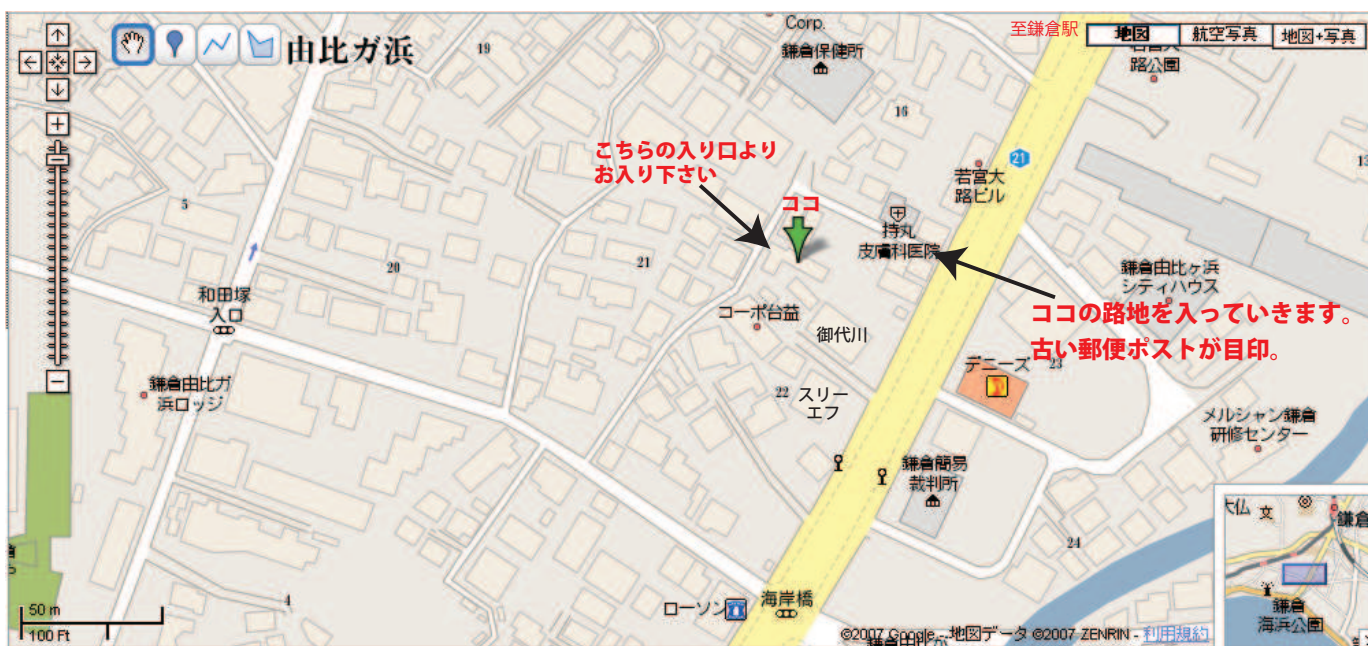 由比ガ浜
19
Corp.
鎌倉保健所
至鎌倉駅
地図
航空写真
地図+写真
若宮大
路公園
16
21
13
こちらの入り口より
お入り下さい
ココ
若宮大
路ビル
持丸
皮膚科医院
5
20
21
和田塚
入口
鎌倉由比ヶ浜
シティハウス
コーポ台益
御代川
ココの路地を入っていきます。
古い郵便ポストが目印。
デニーズ
23
鎌倉由比ガ
浜ロッジ
22
スリー
エフ
メルシャン鎌倉
研修センター
鎌倉簡易
裁判所
24
大仏
文
鎌倉
鎌倉
海浜公園
4
ローソン
海岸橋
50 m
100 Ft
©2007 Google - 地図データ ©2007 ZENRIN - 利用規約